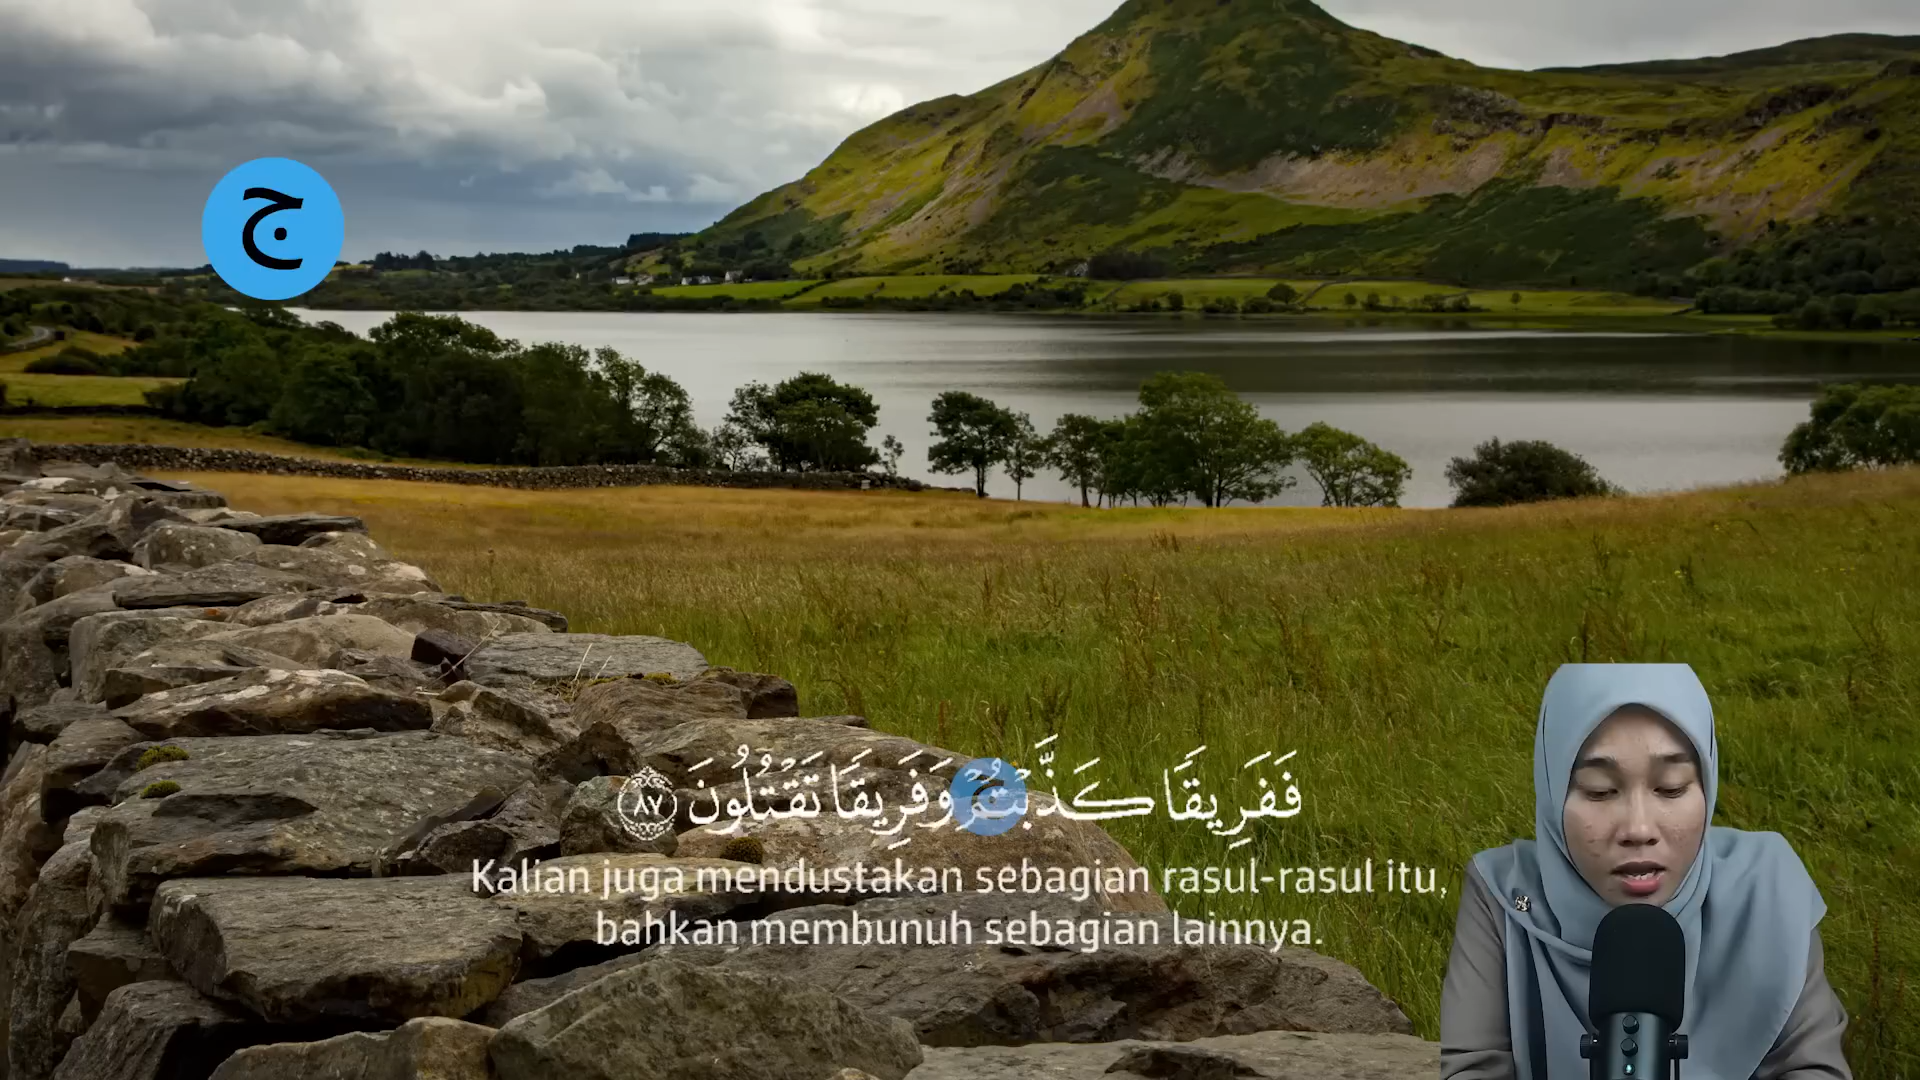 ج
فَفَرِيقًا كَذَّبْتُمْ ۖ وَفَرِيقًا تَقْتُلُونَ ٨٧
Kalian juga mendustakan sebagian rasul-rasul itu,
bahkan membunuh sebagian lainnya.